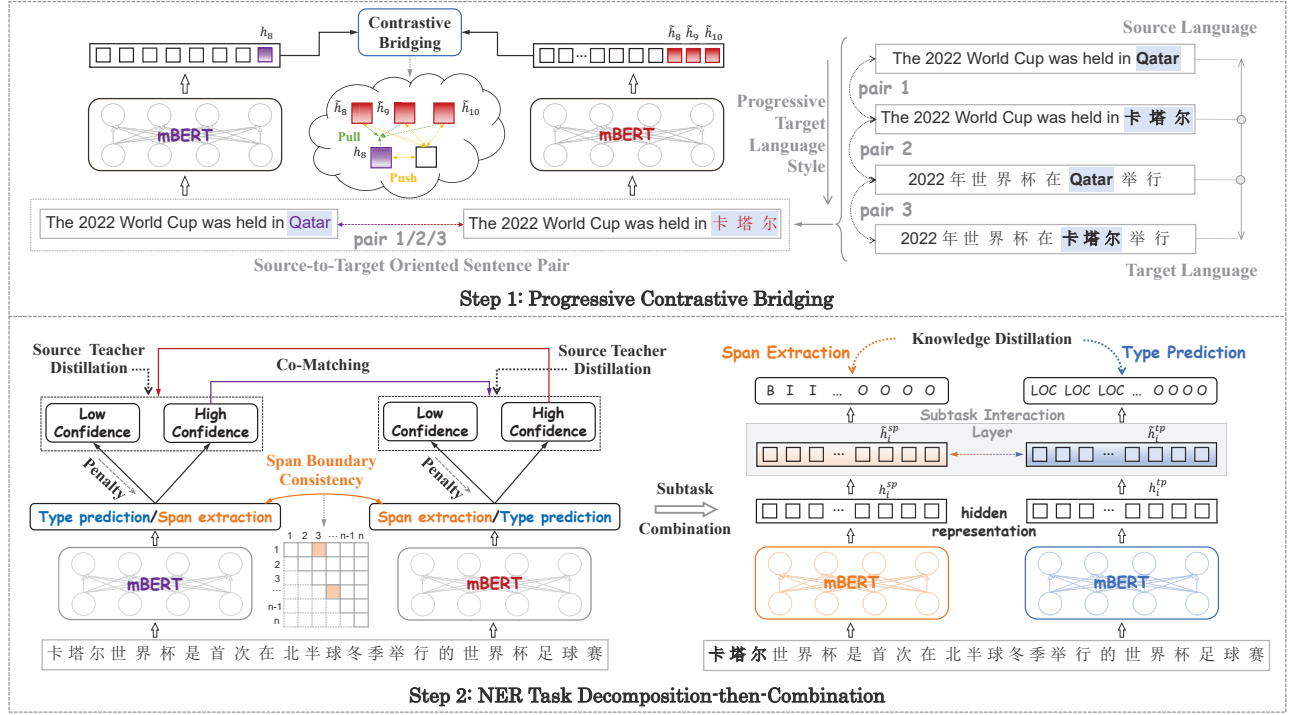 Contrastive
Bridging
h₈
h̃₈ h̃₉ h̃₁₀
mBERT
h̃₈ h̃₉ h̃₁₀
Pull
h₈
Push
mBERT
The 2022 World Cup was held in Qatar
pair 1/2/3
The 2022 World Cup was held in 卡 塔 尔
Source-to-Target Oriented Sentence Pair
Progressive
Target
Language
Style
Source Language
The 2022 World Cup was held in Qatar
pair 1
The 2022 World Cup was held in 卡 塔 尔
pair 2
2022 年 世 界 杯 在 Qatar 举 行
pair 3
2022 年 世 界 杯 在 卡 塔 尔 举 行
Target Language
Step 1: Progressive Contrastive Bridging
Source Teacher
Distillation
Co-Matching
Source Teacher
Distillation
Low
Confidence
High
Confidence
Low
Confidence
High
Confidence
Penalty
Penalty
Span Boundary
Consistency
Type prediction/Span extraction
Span extraction/Type prediction
1 2 3 ··· n-1 n
1
2
3
···
n-1
n
mBERT
mBERT
卡 塔 尔 世 界 杯 是 首 次 在 北 半 球 冬 季 举 行 的 世 界 杯 足 球 赛
Subtask
Combination
Span Extraction
Knowledge Distillation
Type Prediction
B I I ... O O O O
LOC LOC LOC ... O O O O
Subtask Interaction
Layer
h̃ᵢˢᵖ
h̃ᵢᵗᵖ
···
···
hᵢˢᵖ
hᵢᵗᵖ
···
···
hidden
representation
mBERT
mBERT
卡 塔 尔 世 界 杯 是 首 次 在 北 半 球 冬 季 举 行 的 世 界 杯 足 球 赛
Step 2: NER Task Decomposition-then-Combination